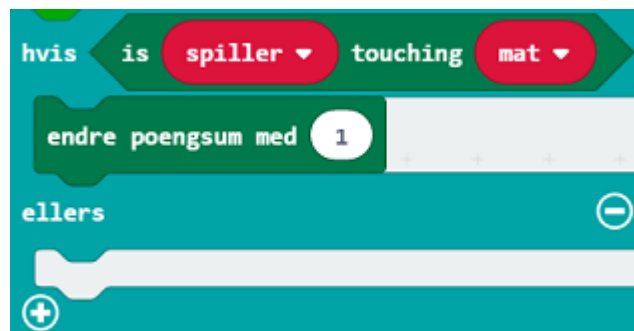 hvis is spiller touching mat
endre poengsum med 1
ellers